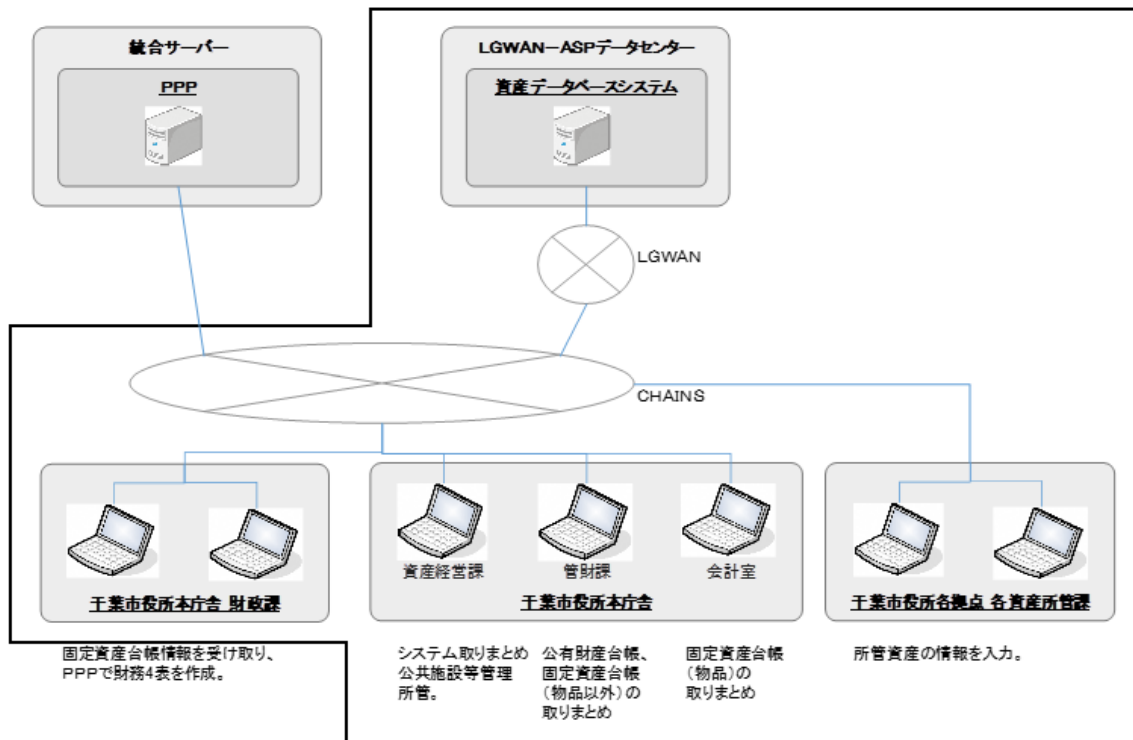 統合サーバー
PPP
LGWAN－ASPデータセンター
資産データベースシステム
LGWAN
CHAINS
千葉市役所本庁舎 財政課
資産経営課
管財課
会計室
千葉市役所本庁舎
千葉市役所各拠点 各資産所管課
固定資産台帳情報を受け取り、
PPPで財務4表を作成。
システム取りまとめ
公共施設等管理
所管。
公有財産台帳、
固定資産台帳
（物品以外）の
取りまとめ
固定資産台帳
（物品）の
取りまとめ
所管資産の情報を入力。